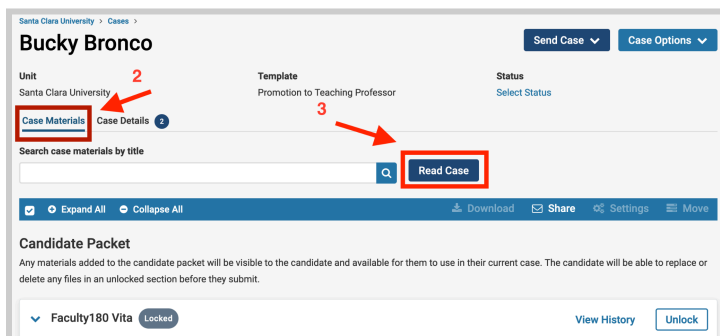 Santa Clara University > Cases >
Bucky Bronco
Send Case
Case Options
Unit
2
Template
Status
Santa Clara University
Promotion to Teaching Professor
Select Status
3
Case Materials
Case Details 2
Search case materials by title
Read Case
Expand All
Collapse All
Download
Share
Settings
Move
Candidate Packet
Any materials added to the candidate packet will be visible to the candidate and available for them to use in their current case. The candidate will be able to replace or
delete any files in an unlocked section before they submit.
Faculty180 Vita
Locked
View History
Unlock